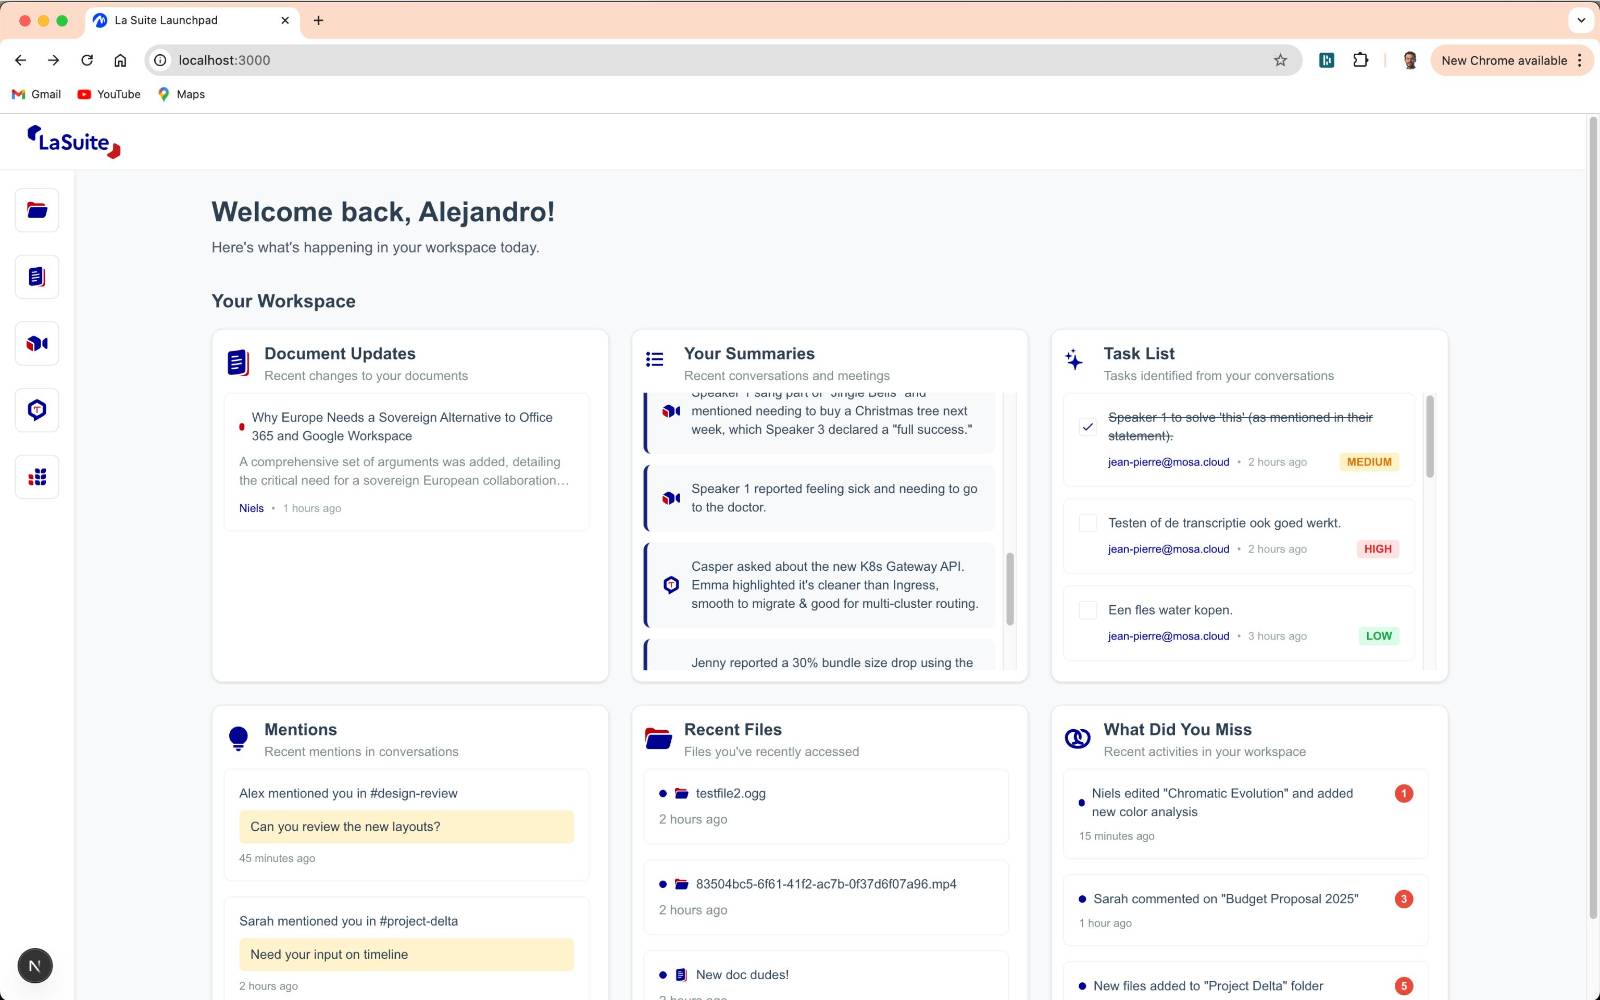 La Suite Launchpad
localhost:3000
New Chrome available
Gmail
YouTube
Maps
LaSuite
Welcome back, Alejandro!
Here's what's happening in your workspace today.
Your Workspace
Document Updates
Recent changes to your documents
Why Europe Needs a Sovereign Alternative to Office
365 and Google Workspace
A comprehensive set of arguments was added, detailing
the critical need for a sovereign European collaboration…
Niels • 1 hours ago
Your Summaries
Recent conversations and meetings
Speaker 1 sang part of "Jingle Bells" and
mentioned needing to buy a Christmas tree next
week, which Speaker 3 declared a "full success."
Speaker 1 reported feeling sick and needing to go
to the doctor.
Casper asked about the new K8s Gateway API.
Emma highlighted it's cleaner than Ingress,
smooth to migrate & good for multi-cluster routing.
Jenny reported a 30% bundle size drop using the
Task List
Tasks identified from your conversations
Speaker 1 to solve 'this' (as mentioned in their
statement).
jean-pierre@mosa.cloud • 2 hours ago MEDIUM
Testen of de transcriptie ook goed werkt.
jean-pierre@mosa.cloud • 2 hours ago HIGH
Een fles water kopen.
jean-pierre@mosa.cloud • 3 hours ago LOW
Mentions
Recent mentions in conversations
Alex mentioned you in #design-review
Can you review the new layouts?
45 minutes ago
Sarah mentioned you in #project-delta
Need your input on timeline
2 hours ago
Recent Files
Files you've recently accessed
testfile2.ogg
2 hours ago
83504bc5-6f61-41f2-ac7b-0f37d6f07a96.mp4
2 hours ago
New doc dudes!
2 hours ago
What Did You Miss
Recent activities in your workspace
Niels edited "Chromatic Evolution" and added 1
new color analysis
15 minutes ago
Sarah commented on "Budget Proposal 2025" 3
1 hour ago
New files added to "Project Delta" folder 5
N